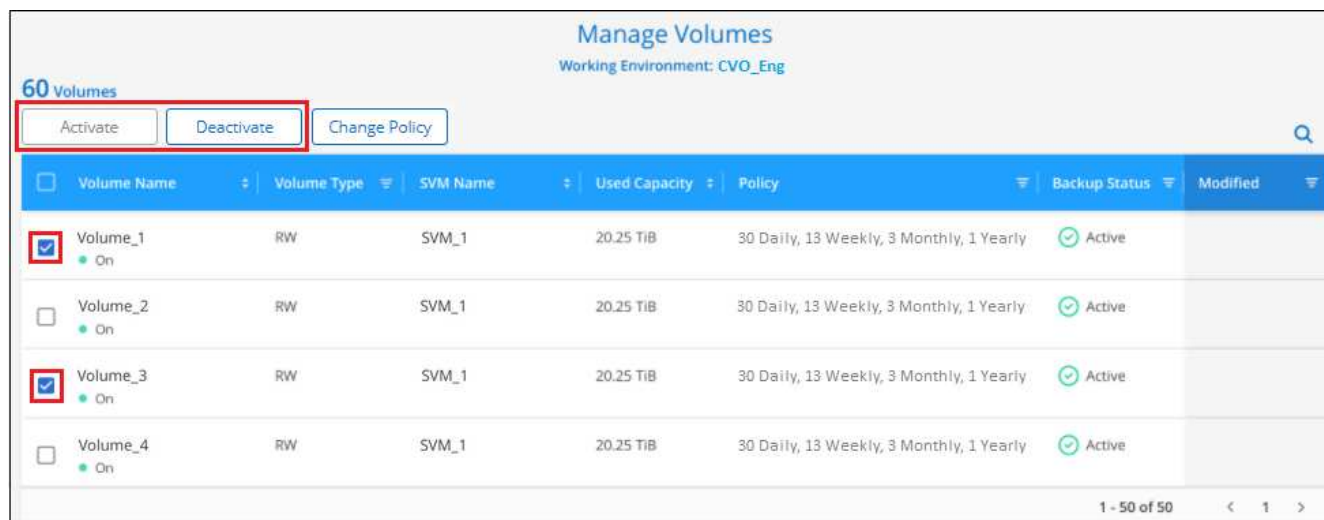 Manage Volumes
Working Environment: CVO_Eng
60 Volumes
Activate Deactivate Change Policy
Volume Name Volume Type SVM Name Used Capacity Policy Backup Status Modified
Volume_1 RW SVM_1 20.25 TiB 30 Daily, 13 Weekly, 3 Monthly, 1 Yearly Active
On
Volume_2 RW SVM_1 20.25 TiB 30 Daily, 13 Weekly, 3 Monthly, 1 Yearly Active
On
Volume_3 RW SVM_1 20.25 TiB 30 Daily, 13 Weekly, 3 Monthly, 1 Yearly Active
On
Volume_4 RW SVM_1 20.25 TiB 30 Daily, 13 Weekly, 3 Monthly, 1 Yearly Active
On
1 - 50 of 50 < 1 >